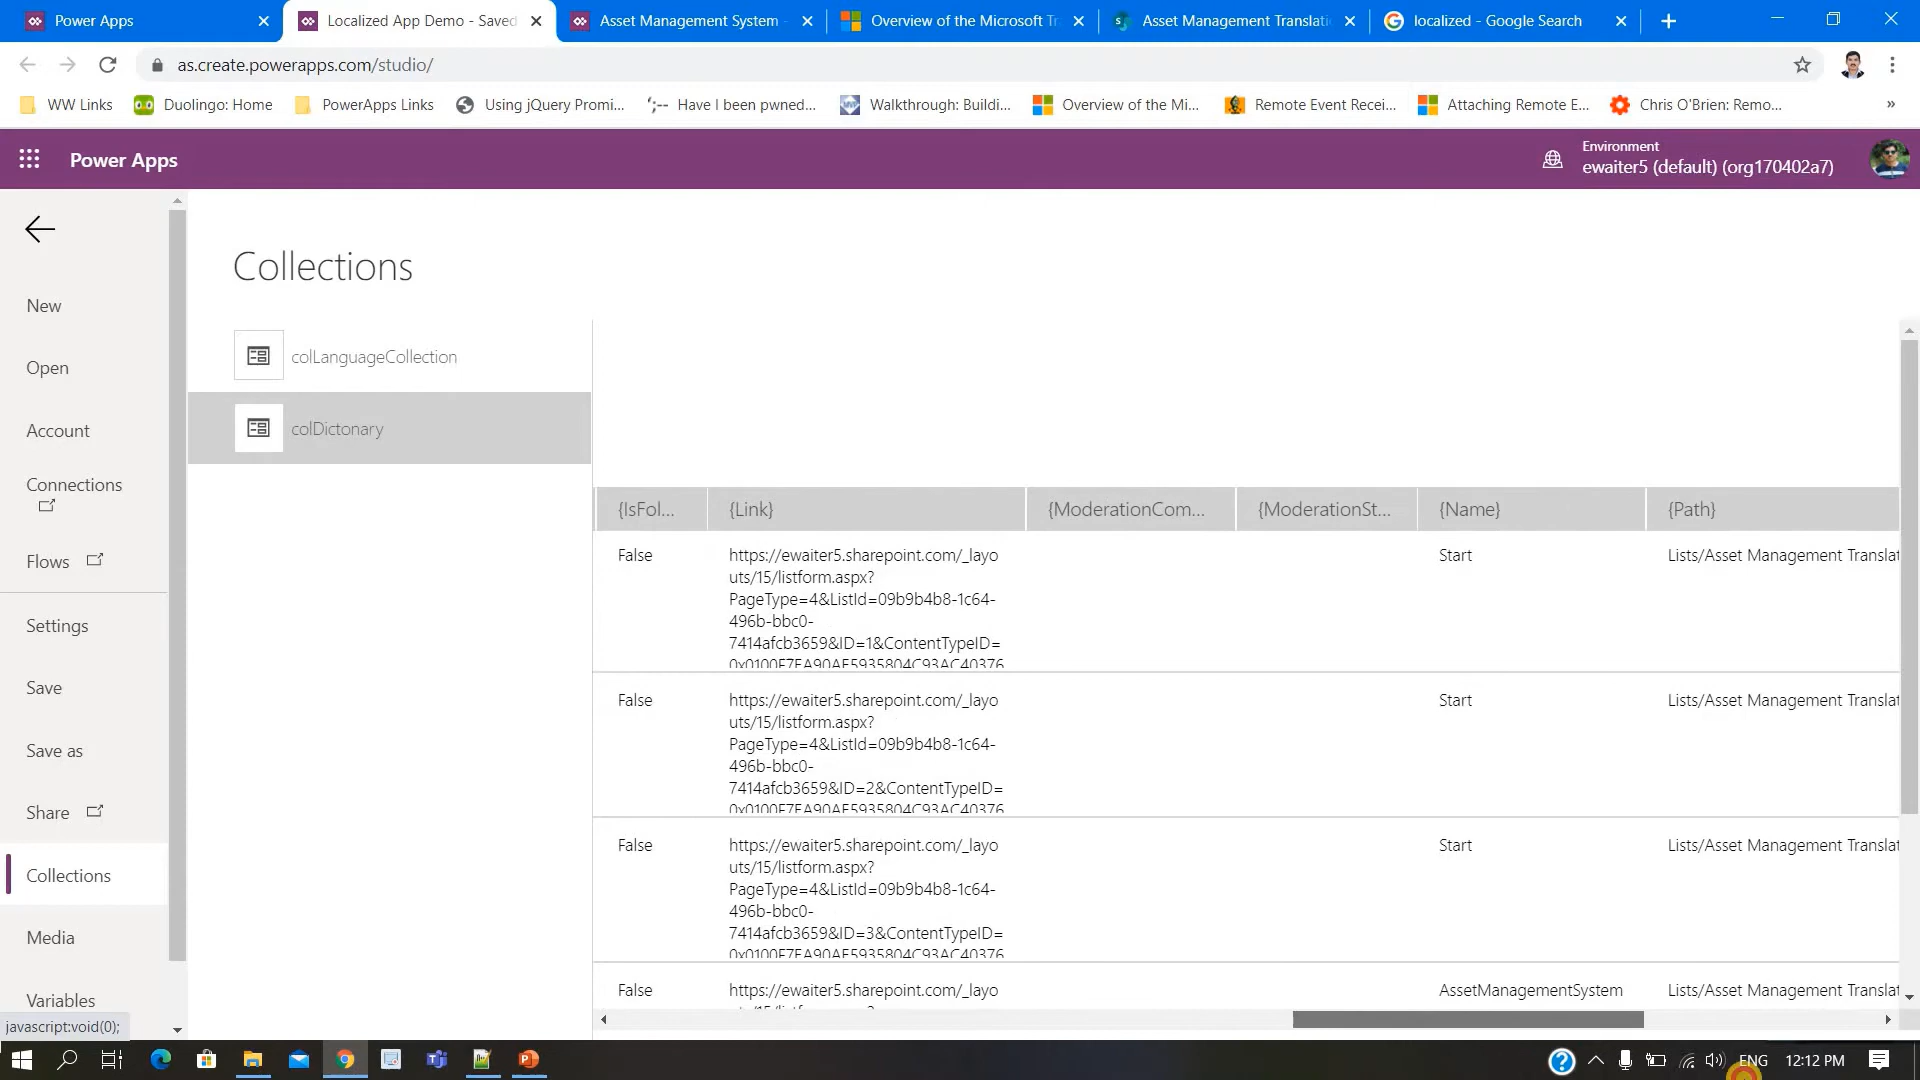 Power Apps
Localized App Demo - Saved
Asset Management System -
Overview of the Microsoft Tr
Asset Management Translati
localized - Google Search
as.create.powerapps.com/studio/
WW Links
Duolingo: Home
PowerApps Links
Using jQuery Promi...
Have I been pwned...
Walkthrough: Buildi...
Overview of the Mi...
Remote Event Recei...
Attaching Remote E...
Chris O'Brien: Remo...
»
Power Apps
Environment
ewaiter5 (default) (org170402a7)
New
Open
Account
Connections
Flows
Settings
Save
Save as
Share
Collections
Media
Variables
javascript:void(0);
Collections
colLanguageCollection
colDictonary
{IsFol... {Link} {ModerationCom... {ModerationSt... {Name} {Path}
False
https://ewaiter5.sharepoint.com/_layo
uts/15/listform.aspx?
PageType=4&ListId=09b9b4b8-1c64-
496b-bbc0-
7414afcb3659&ID=1&ContentTypeID=
0x0100F7EA90AE5935804C93AC40376
Start
Lists/Asset Management Translat
False
https://ewaiter5.sharepoint.com/_layo
uts/15/listform.aspx?
PageType=4&ListId=09b9b4b8-1c64-
496b-bbc0-
7414afcb3659&ID=2&ContentTypeID=
0x0100F7EA90AE5935804C93AC40376
Start
Lists/Asset Management Translat
False
https://ewaiter5.sharepoint.com/_layo
uts/15/listform.aspx?
PageType=4&ListId=09b9b4b8-1c64-
496b-bbc0-
7414afcb3659&ID=3&ContentTypeID=
0x0100F7EA90AE5935804C93AC40376
Start
Lists/Asset Management Translat
False
https://ewaiter5.sharepoint.com/_layo
AssetManagementSystem
Lists/Asset Management Translat
ENG
12:12 PM